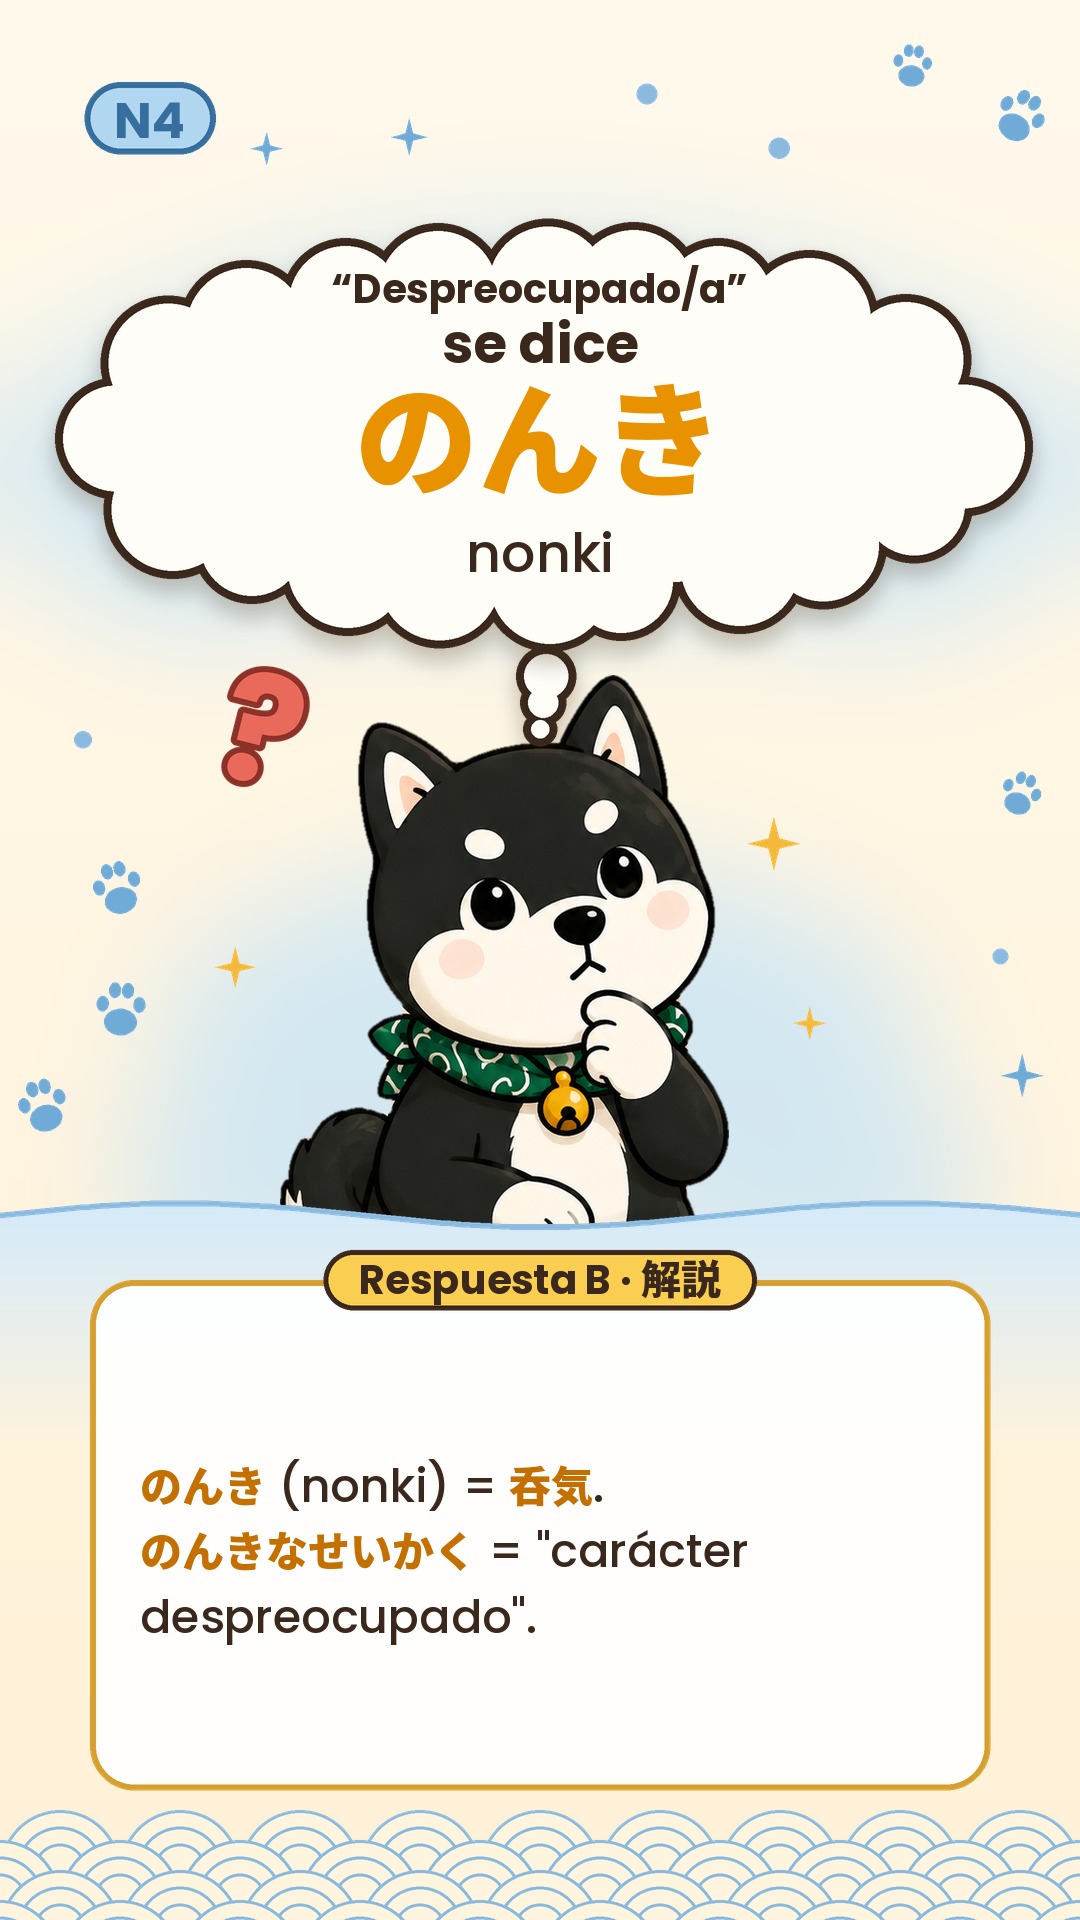 N4
“Despreocupado/a”
se dice
のんき
nonki
?
Respuesta B · 解説
のんき (nonki) = 呑気.
のんきなせいかく = "carácter
despreocupado".